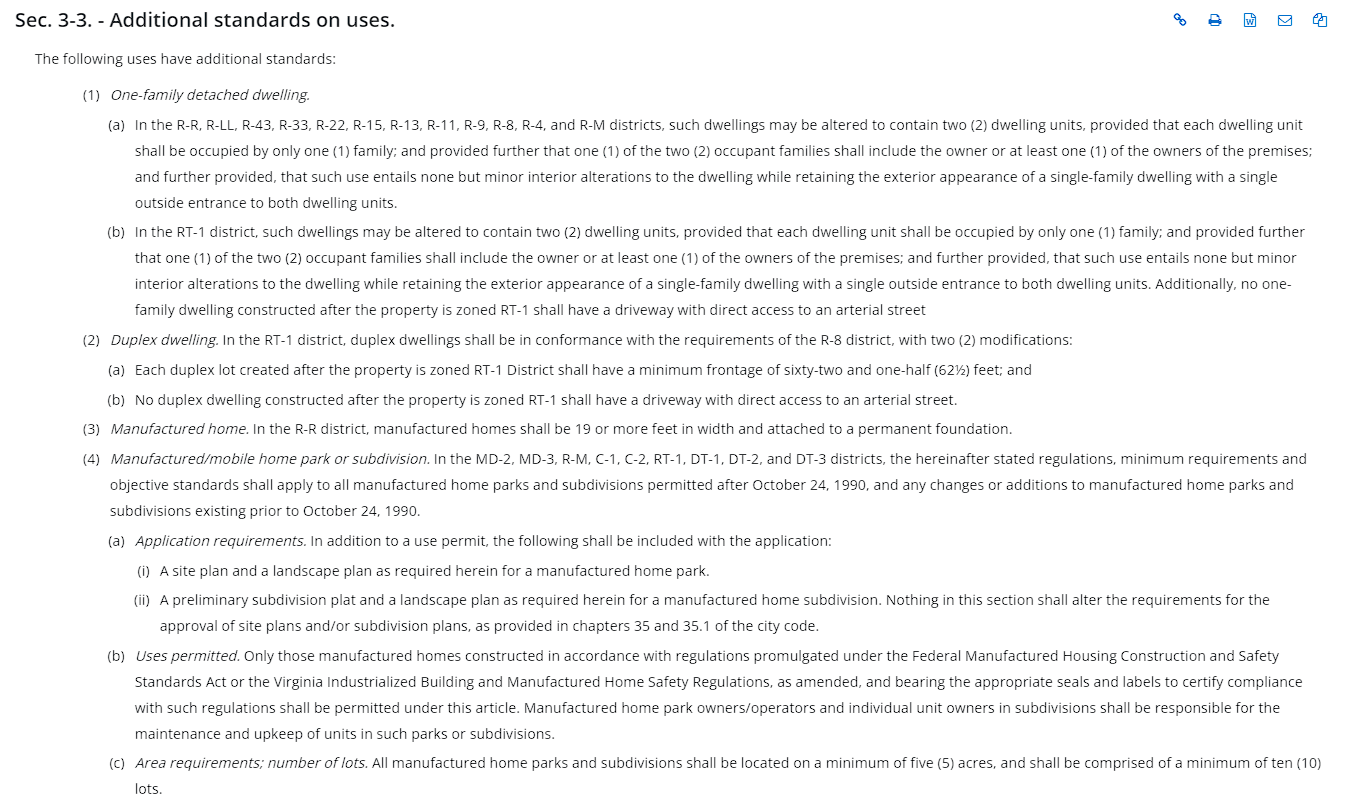 Sec. 3-3. - Additional standards on uses.
The following uses have additional standards:
(1) One-family detached dwelling.
(a) In the R-R, R-LL, R-43, R-33, R-22, R-15, R-13, R-11, R-9, R-8, R-4, and R-M districts, such dwellings may be altered to contain two (2) dwelling units, provided that each dwelling unit
shall be occupied by only one (1) family; and provided further that one (1) of the two (2) occupant families shall include the owner or at least one (1) of the owners of the premises;
and further provided, that such use entails none but minor interior alterations to the dwelling while retaining the exterior appearance of a single-family dwelling with a single
outside entrance to both dwelling units.
(b) In the RT-1 district, such dwellings may be altered to contain two (2) dwelling units, provided that each dwelling unit shall be occupied by only one (1) family; and provided further
that one (1) of the two (2) occupant families shall include the owner or at least one (1) of the owners of the premises; and further provided, that such use entails none but minor
interior alterations to the dwelling while retaining the exterior appearance of a single-family dwelling with a single outside entrance to both dwelling units. Additionally, no one-
family dwelling constructed after the property is zoned RT-1 shall have a driveway with direct access to an arterial street
(2) Duplex dwelling. In the RT-1 district, duplex dwellings shall be in conformance with the requirements of the R-8 district, with two (2) modifications:
(a) Each duplex lot created after the property is zoned RT-1 District shall have a minimum frontage of sixty-two and one-half (62½) feet; and
(b) No duplex dwelling constructed after the property is zoned RT-1 shall have a driveway with direct access to an arterial street.
(3) Manufactured home. In the R-R district, manufactured homes shall be 19 or more feet in width and attached to a permanent foundation.
(4) Manufactured/mobile home park or subdivision. In the MD-2, MD-3, R-M, C-1, C-2, RT-1, DT-1, DT-2, and DT-3 districts, the hereinafter stated regulations, minimum requirements and
objective standards shall apply to all manufactured home parks and subdivisions permitted after October 24, 1990, and any changes or additions to manufactured home parks and
subdivisions existing prior to October 24, 1990.
(a) Application requirements. In addition to a use permit, the following shall be included with the application:
(i) A site plan and a landscape plan as required herein for a manufactured home park.
(ii) A preliminary subdivision plat and a landscape plan as required herein for a manufactured home subdivision. Nothing in this section shall alter the requirements for the
approval of site plans and/or subdivision plans, as provided in chapters 35 and 35.1 of the city code.
(b) Uses permitted. Only those manufactured homes constructed in accordance with regulations promulgated under the Federal Manufactured Housing Construction and Safety
Standards Act or the Virginia Industrialized Building and Manufactured Home Safety Regulations, as amended, and bearing the appropriate seals and labels to certify compliance
with such regulations shall be permitted under this article. Manufactured home park owners/operators and individual unit owners in subdivisions shall be responsible for the
maintenance and upkeep of units in such parks or subdivisions.
(c) Area requirements; number of lots. All manufactured home parks and subdivisions shall be located on a minimum of five (5) acres, and shall be comprised of a minimum of ten (10)
lots.